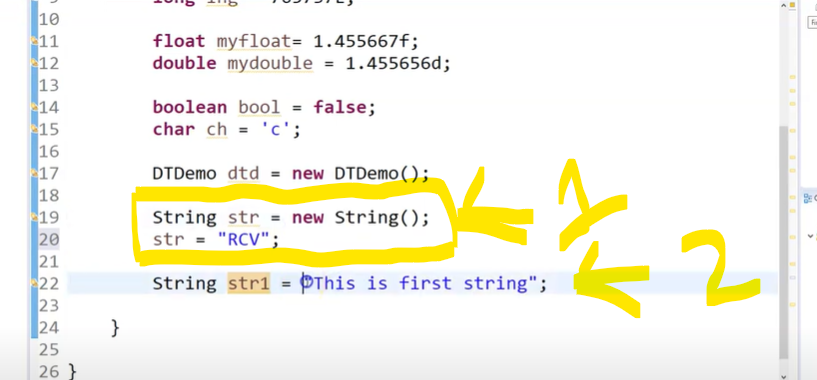 10
11 float myfloat= 1.455667f;
12 double mydouble = 1.455656d;
13
14 boolean bool = false;
15 char ch = 'c';
16
17 DTDemo dtd = new DTDemo();
18
19 String str = new String(); 1
20 str = "RCV";
21
22 String str1 = "This is first string"; 2
23
24 }
25
26 }